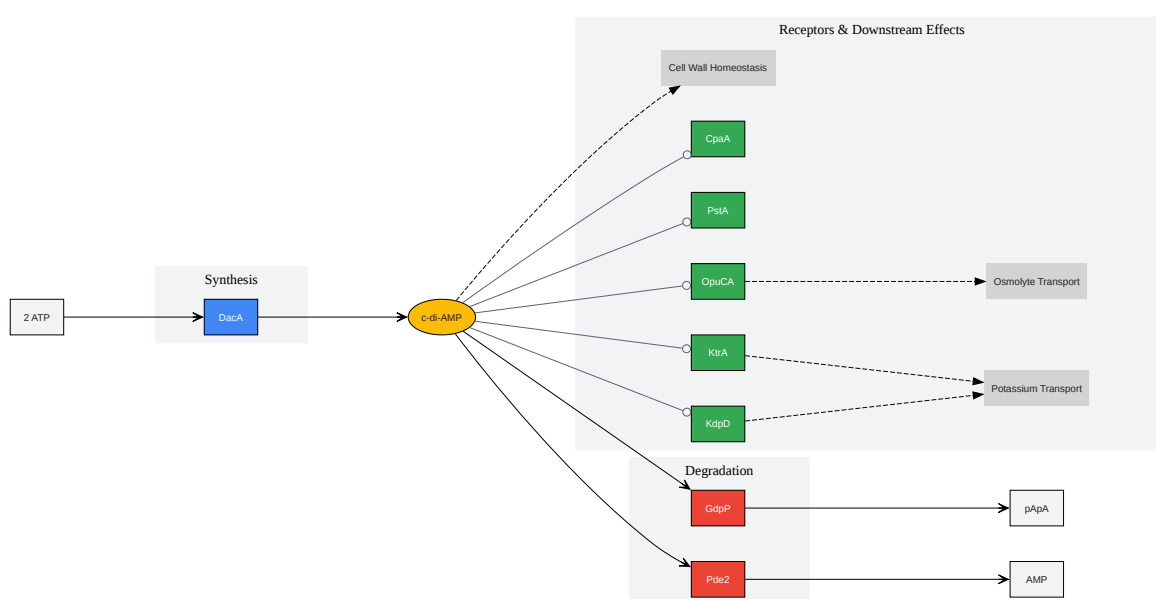 Receptors & Downstream Effects
Cell Wall Homeostasis
CpaA
PstA
Synthesis
OpuCA
Osmolyte Transport
2 ATP
DacA
c-di-AMP
KtrA
Potassium Transport
KdpD
Degradation
GdpP
pApA
Pde2
AMP